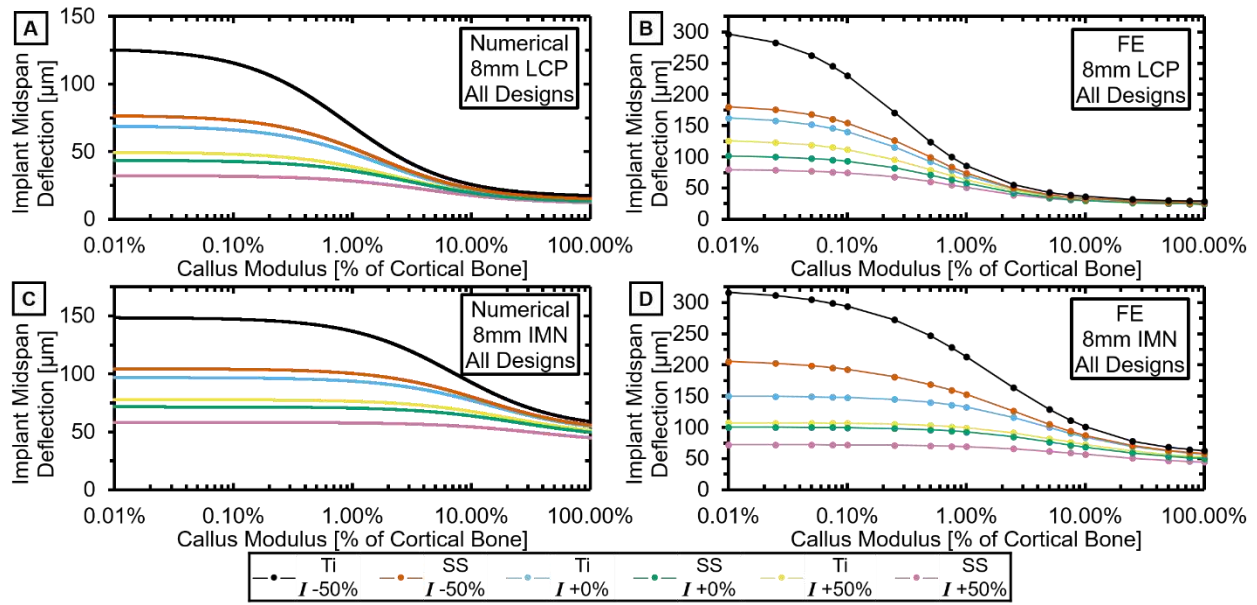 A
Implant Midspan
Deflection [µm]
150
100
50
0
Numerical
8mm LCP
All Designs
0.01% 0.10% 1.00% 10.00% 100.00%
Callus Modulus [% of Cortical Bone]
B
Implant Midspan
Deflection [µm]
300
250
200
150
100
50
0
FE
8mm LCP
All Designs
0.01% 0.10% 1.00% 10.00% 100.00%
Callus Modulus [% of Cortical Bone]
C
Implant Midspan
Deflection [µm]
150
100
50
0
Numerical
8mm IMN
All Designs
0.01% 0.10% 1.00% 10.00% 100.00%
Callus Modulus [% of Cortical Bone]
D
Implant Midspan
Deflection [µm]
300
250
200
150
100
50
0
FE
8mm IMN
All Designs
0.01% 0.10% 1.00% 10.00% 100.00%
Callus Modulus [% of Cortical Bone]
Ti SS Ti SS Ti SS
I -50% I -50% I +0% I +0% I +50% I +50%